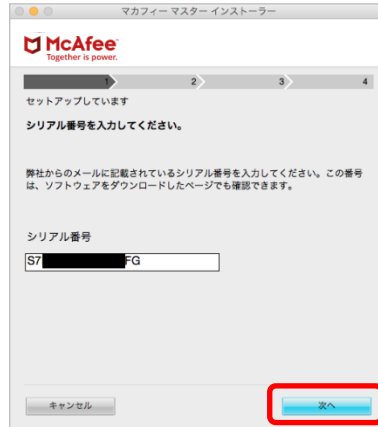 マカフィー マスター インストーラー
McAfee
Together is power.
1 2 3 4
セットアップしています
シリアル番号を入力してください。
弊社からのメールに記載されているシリアル番号を入力してください。この番号
は、ソフトウェアをダウンロードしたページでも確認できます。
シリアル番号
S7 FG
キャンセル 次へ